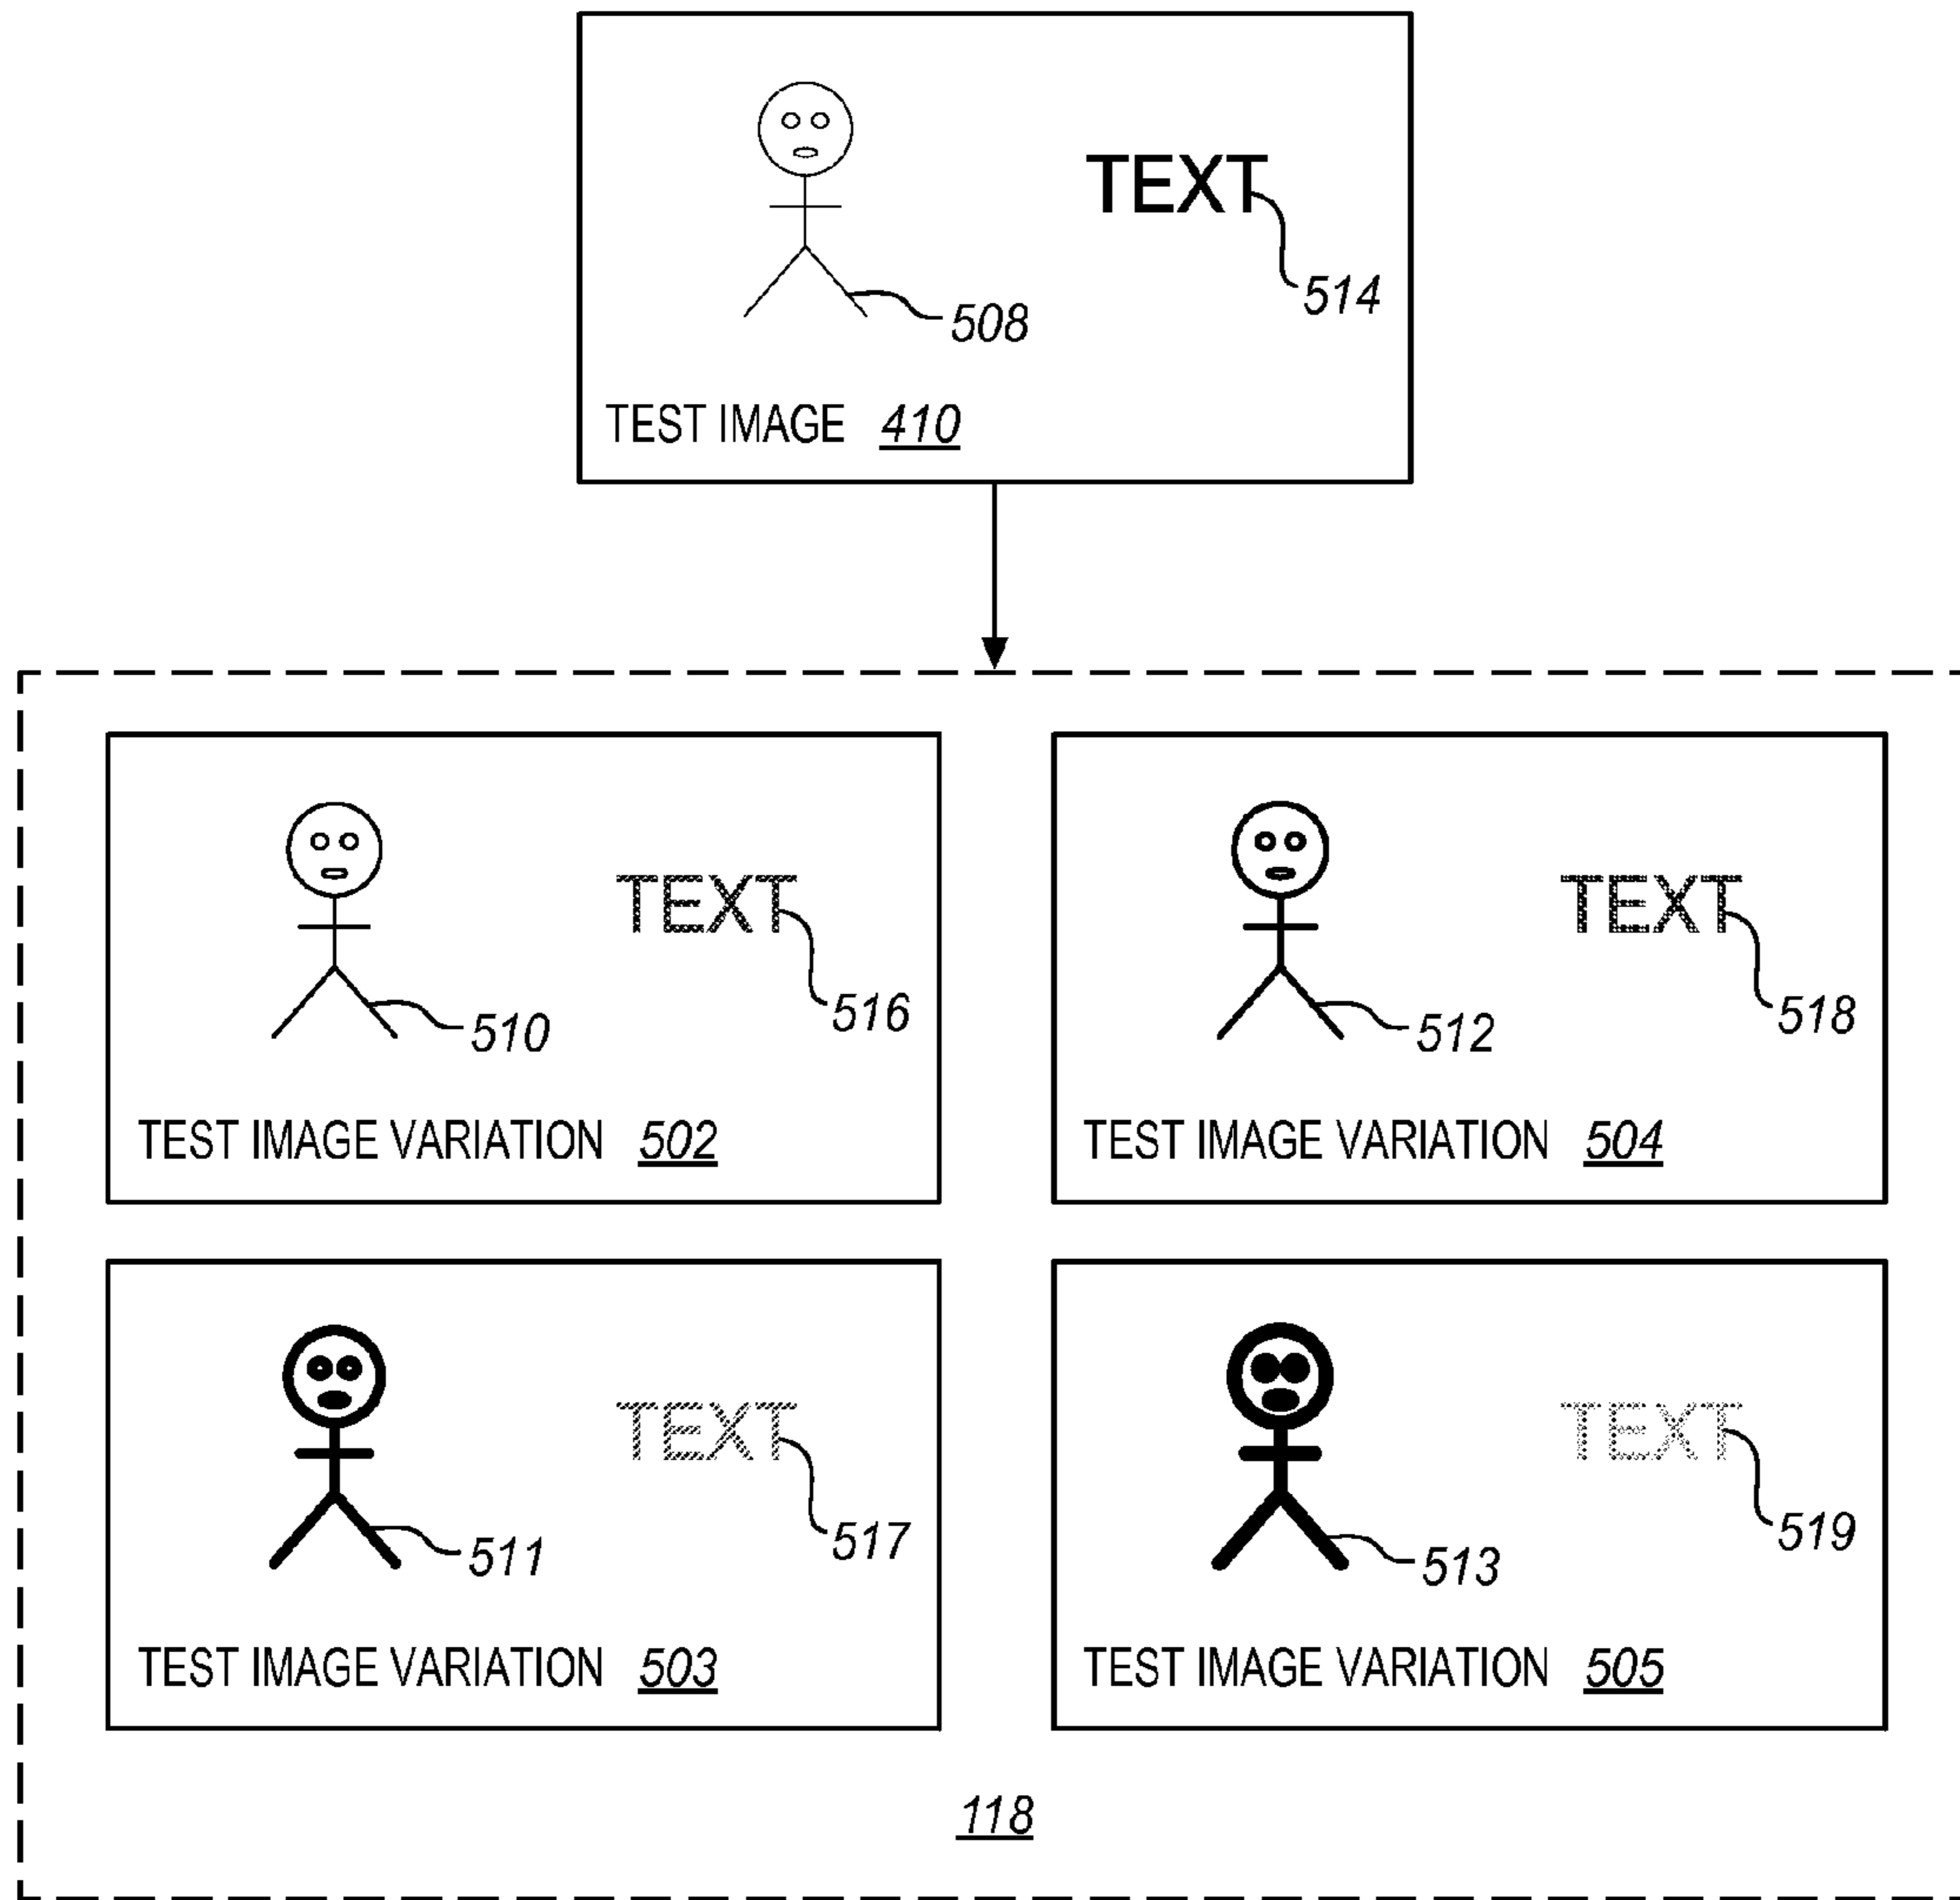 TEXT
514
508
TEST IMAGE 410
TEXT
516
510
TEST IMAGE VARIATION 502
TEXT
518
512
TEST IMAGE VARIATION 504
TEXT
517
511
TEST IMAGE VARIATION 503
TEXT
519
513
TEST IMAGE VARIATION 505
118